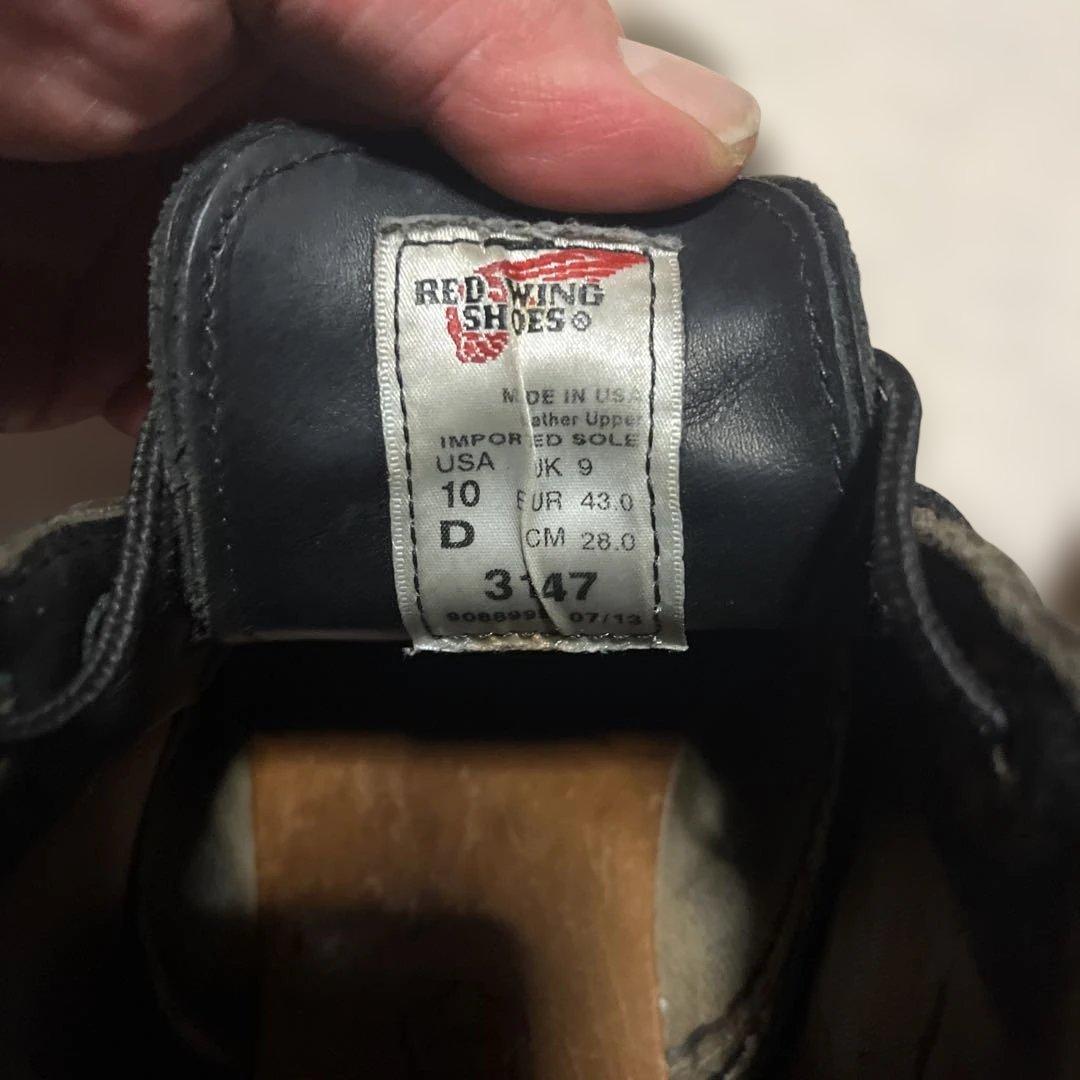 RED WING
SHOES®
MADE IN USA
Leather Upper
IMPORTED SOLE
USA UK 9
10 EUR 43.0
D CM 28.0
3147
07/13